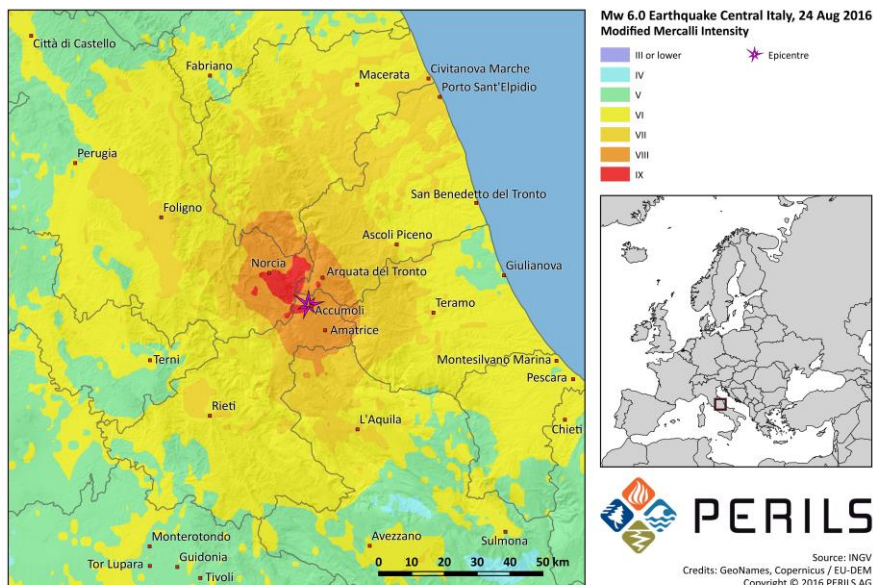 Mw 6.0 Earthquake Central Italy, 24 Aug 2016
Modified Mercalli Intensity
III or lower
Epicentre
IV
V
VI
VII
VIII
IX
Città di Castello
Fabriano
Macerata
Civitanova Marche
Porto Sant'Elpidio
Perugia
San Benedetto del Tronto
Foligno
Ascoli Piceno
Norcia
Arquata del Tronto
Giulianova
Accumoli
Teramo
Amatrice
Terni
Montesilvano Marina
Pescara
Rieti
L'Aquila
Chieti
Monterotondo
Avezzano
Sulmona
Tor Lupara
Guidonia
Tivoli
0 10 20 30 40 50 km
PERILS
Source: INGV
Credits: GeoNames, Copernicus / EU-DEM
Copyright © 2016 PERILS AG